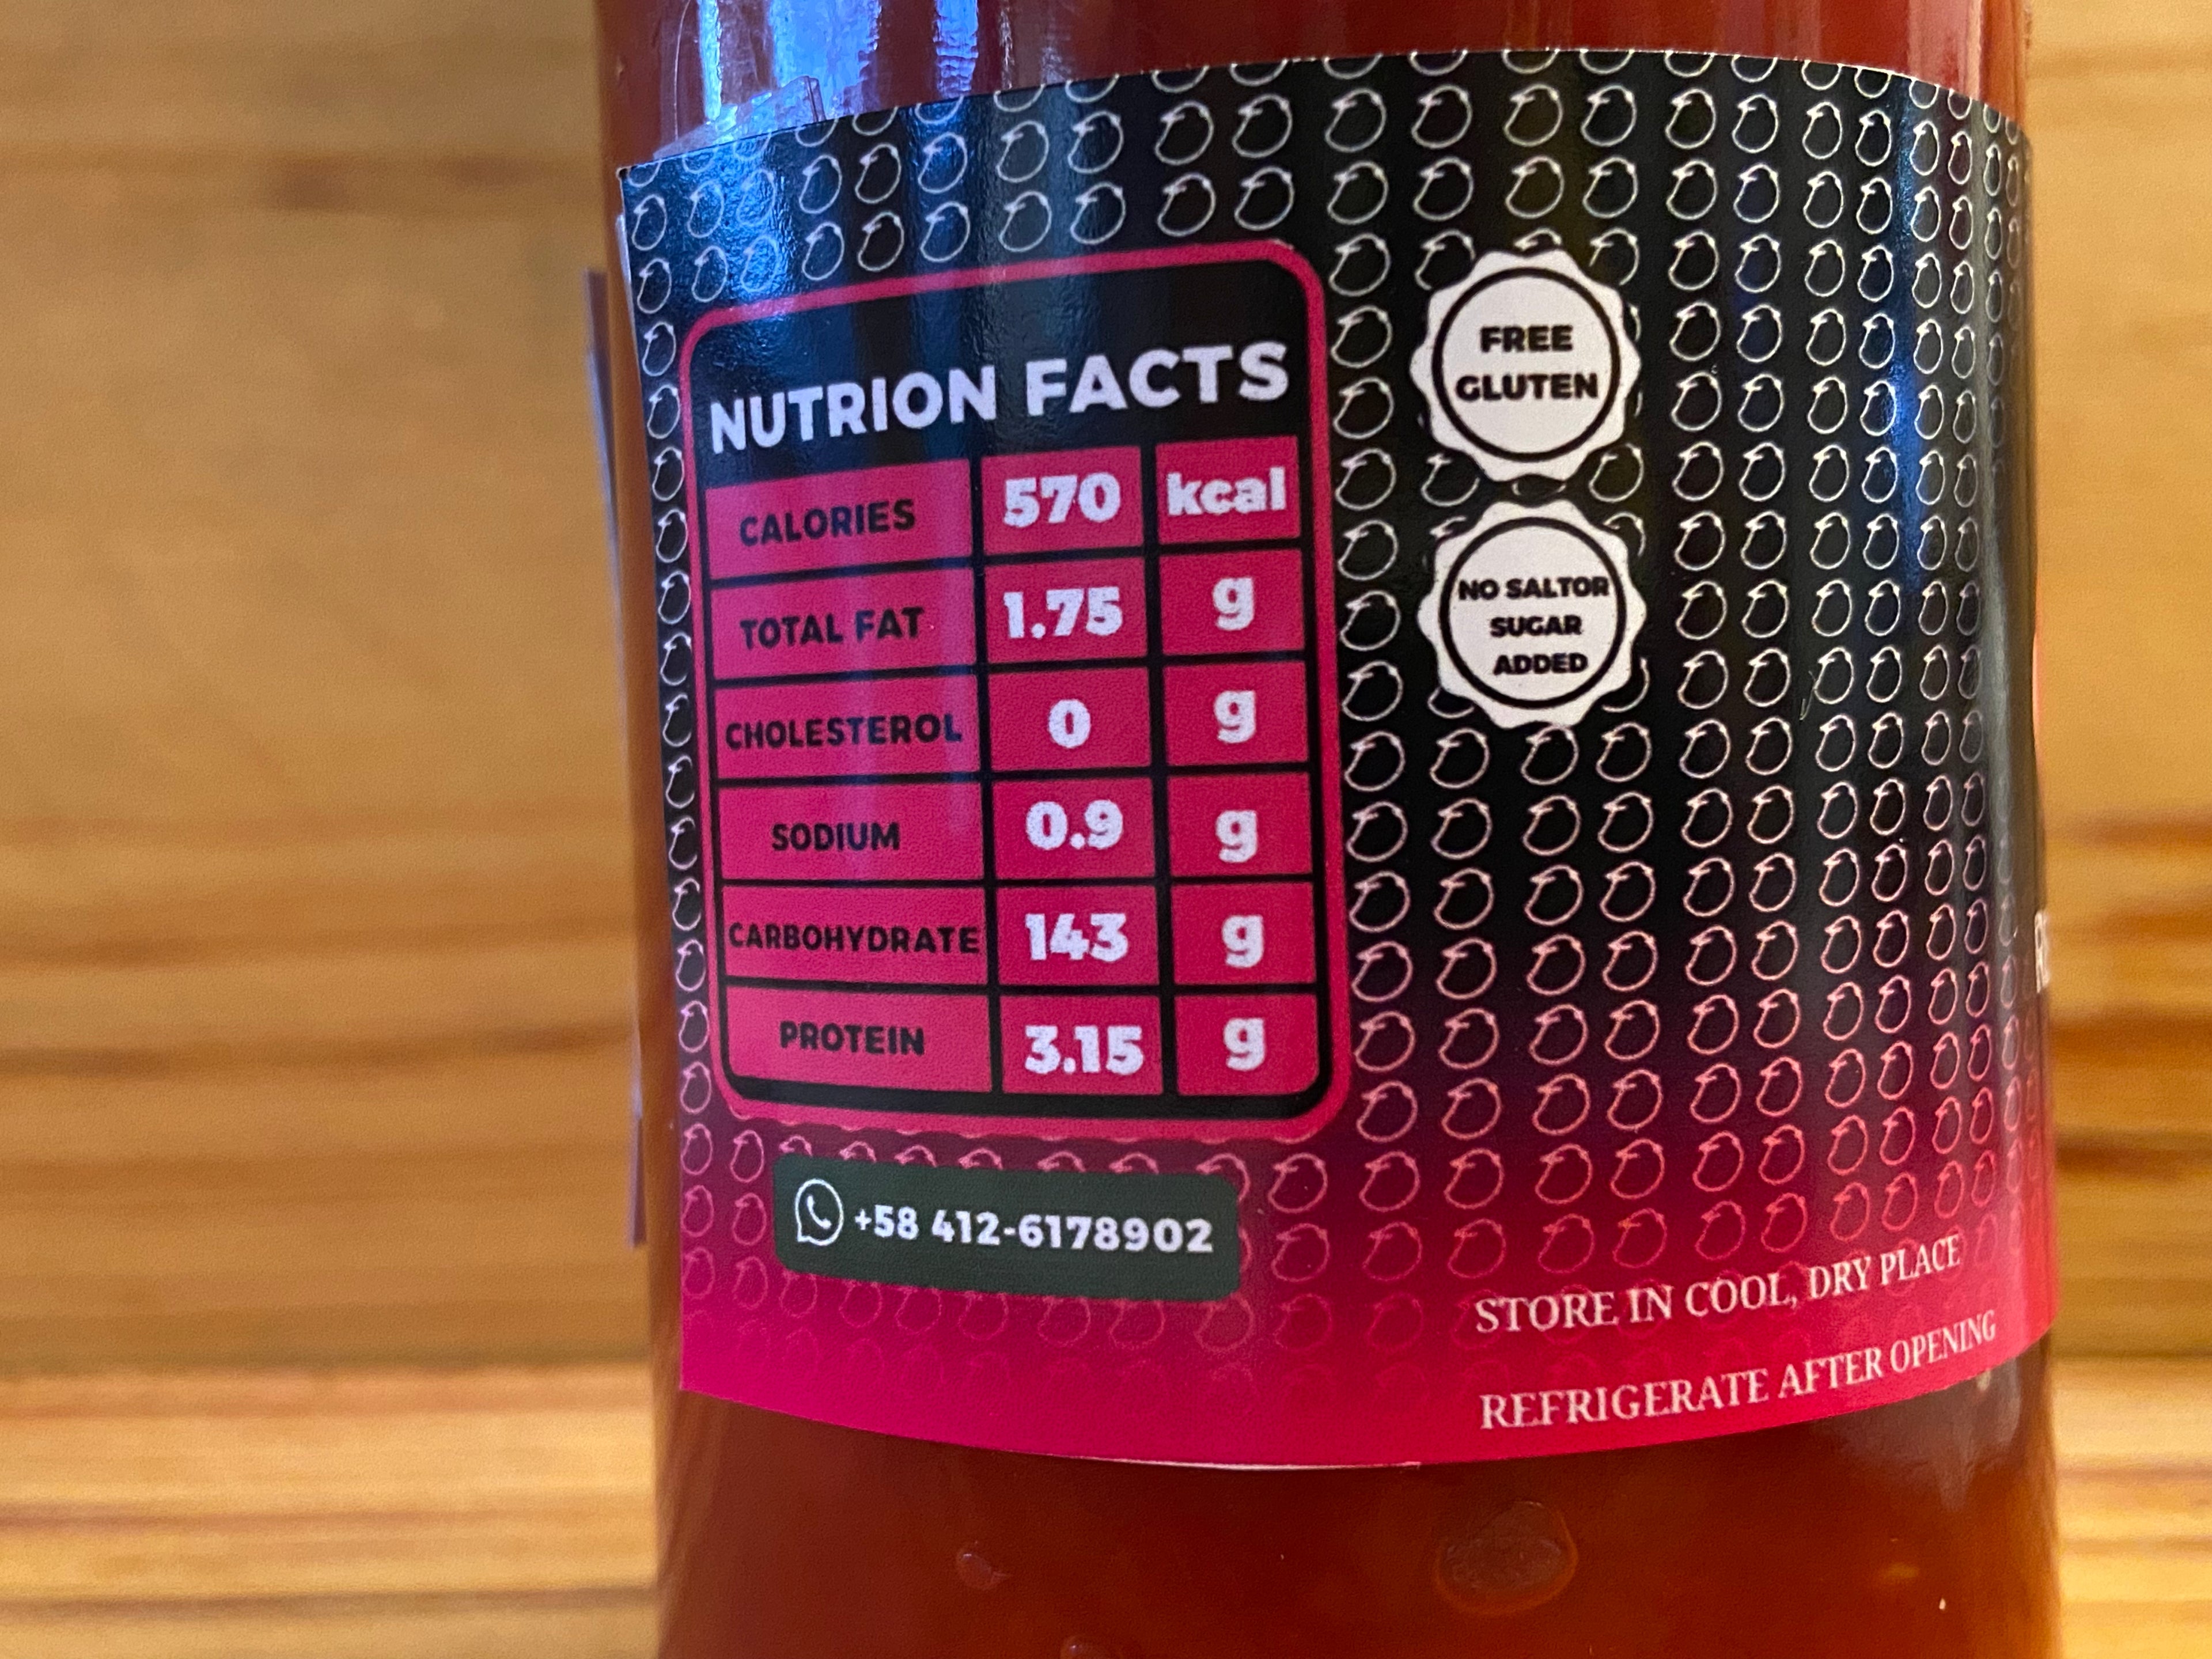 NUTRION FACTS
CALORIES 570 kcal
TOTAL FAT 1.75 g
CHOLESTEROL 0 g
SODIUM 0.9 g
CARBOHYDRATE 143 g
PROTEIN 3.15 g
+58 412-6178902
FREE
GLUTEN
NO SALTOR
SUGAR
ADDED
STORE IN COOL, DRY PLACE
REFRIGERATE AFTER OPENING